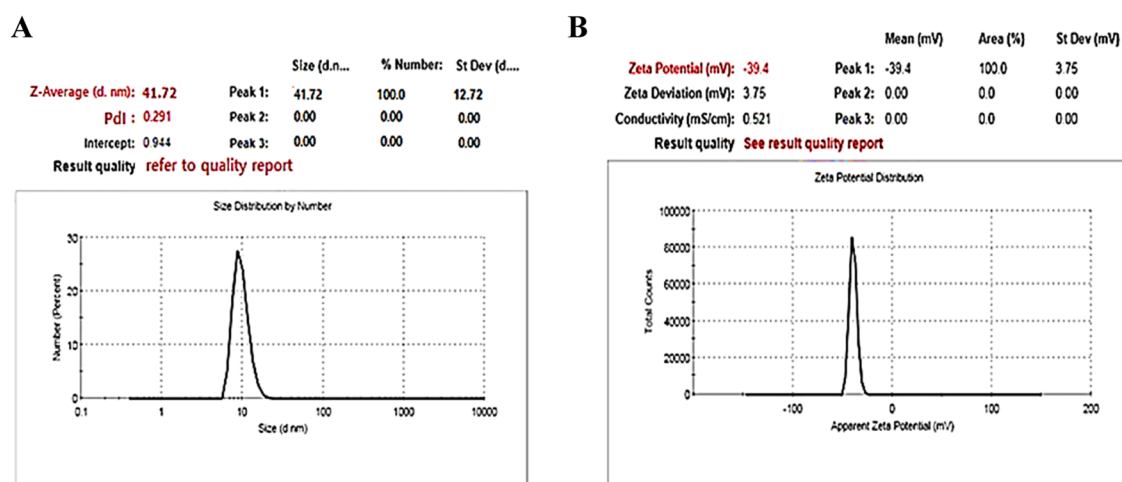 A
Size (d.n... % Number: St Dev (d....
Z-Average (d. nm): 41.72 Peak 1: 41.72 100.0 12.72
PdI : 0.291 Peak 2: 0.00 0.00 0.00
Intercept: 0.944 Peak 3: 0.00 0.00 0.00
Result quality refer to quality report
Size Distribution by Number
Number (Percent)
30
20
10
0
0.1 1 10 100 1000 10000
Size (d.nm)
B
Mean (mV) Area (%) St Dev (mV)
Zeta Potential (mV): -39.4 Peak 1: -39.4 100.0 3.75
Zeta Deviation (mV): 3.75 Peak 2: 0.00 0.0 0.00
Conductivity (mS/cm): 0.521 Peak 3: 0.00 0.0 0.00
Result quality See result quality report
Zeta Potential Distribution
Total Counts
100000
80000
60000
40000
20000
0
-100 0 100 200
Apparent Zeta Potential (mV)